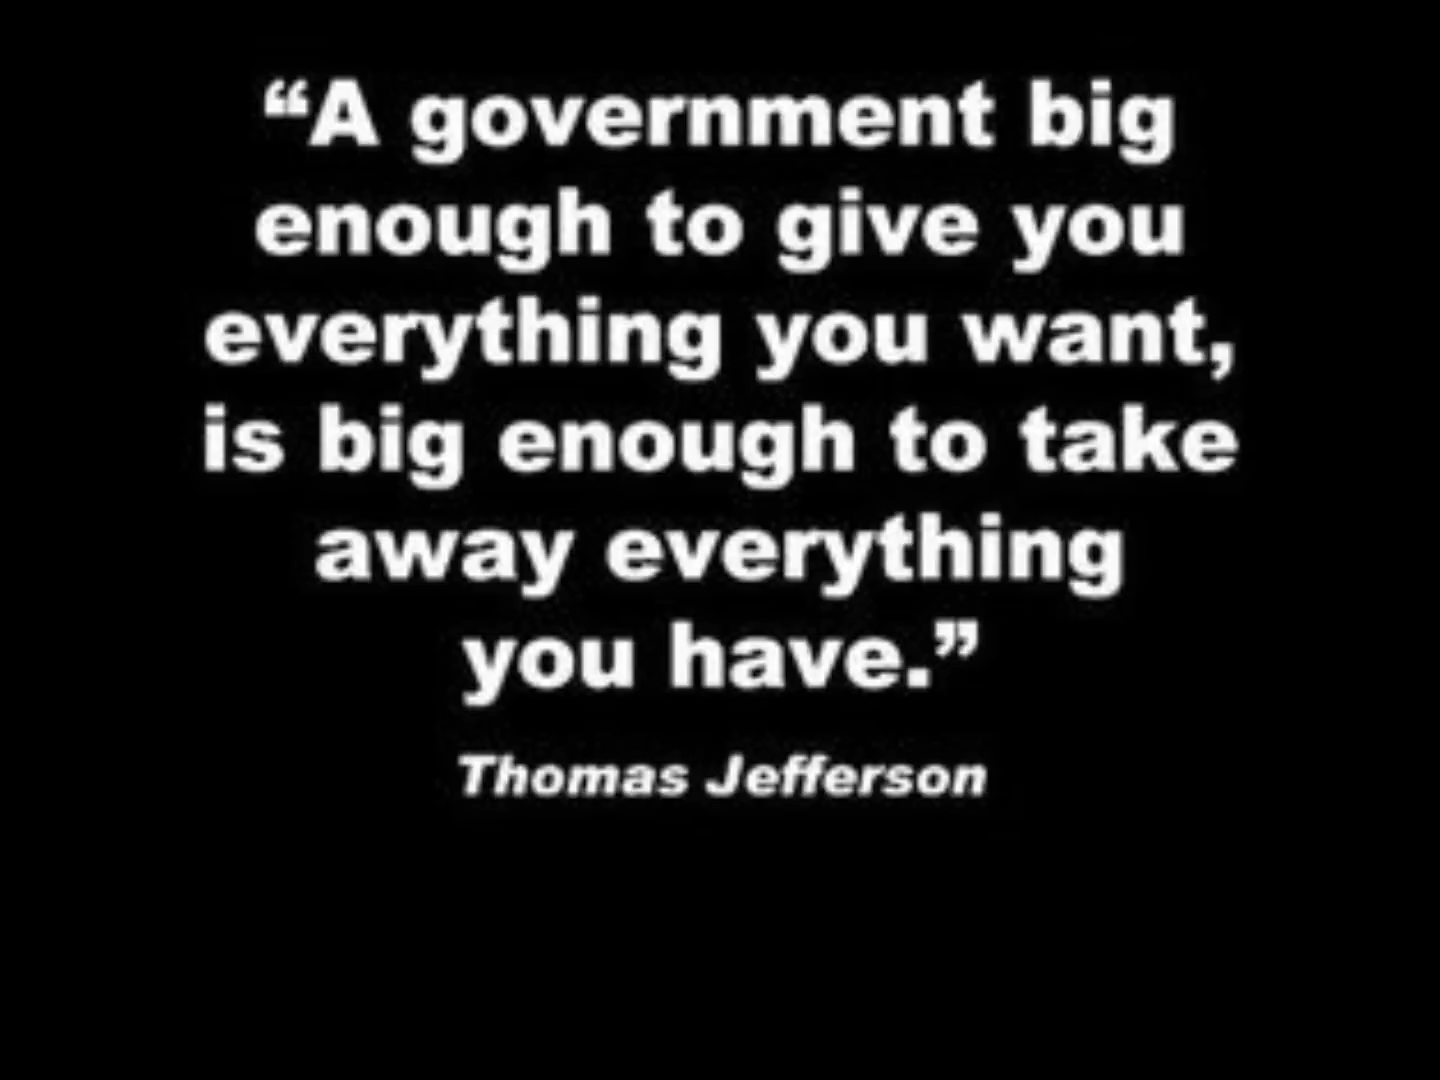 “A government big
enough to give you
everything you want,
is big enough to take
away everything
you have.”
Thomas Jefferson